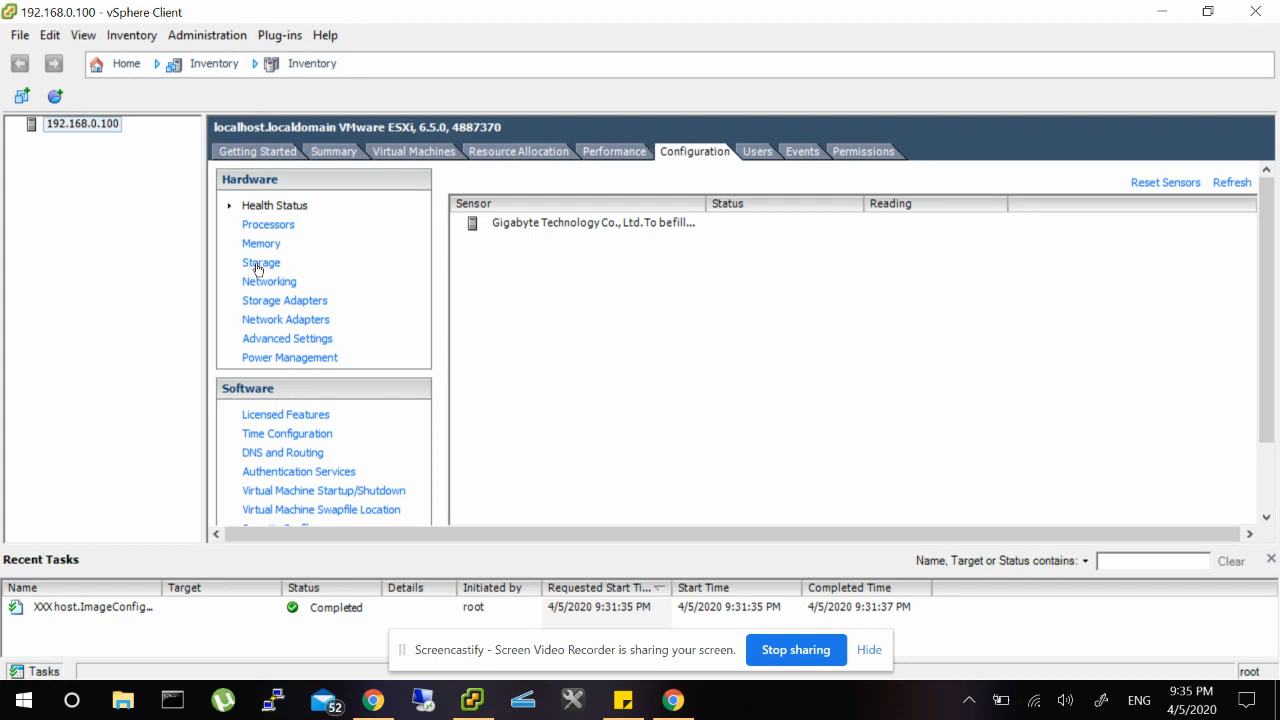 192.168.0.100 - vSphere Client
File Edit View Inventory Administration Plug-ins Help
Home Inventory Inventory
192.168.0.100
localhost.localdomain VMware ESXi, 6.5.0, 4887370
Getting Started Summary Virtual Machines Resource Allocation Performance Configuration Users Events Permissions
Hardware
Health Status
Processors
Memory
Storage
Networking
Storage Adapters
Network Adapters
Advanced Settings
Power Management
Software
Licensed Features
Time Configuration
DNS and Routing
Authentication Services
Virtual Machine Startup/Shutdown
Virtual Machine Swapfile Location
Reset Sensors Refresh
Sensor Status Reading
Gigabyte Technology Co., Ltd. To be fill...
Recent Tasks
Name, Target or Status contains: Clear
Name Target Status Details Initiated by Requested Start Ti... Start Time Completed Time
XXX host.ImageConfig... Completed root 4/5/2020 9:31:35 PM 4/5/2020 9:31:35 PM 4/5/2020 9:31:37 PM
Screencastify - Screen Video Recorder is sharing your screen. Stop sharing Hide
Tasks root
52
ENG
9:35 PM
4/5/2020